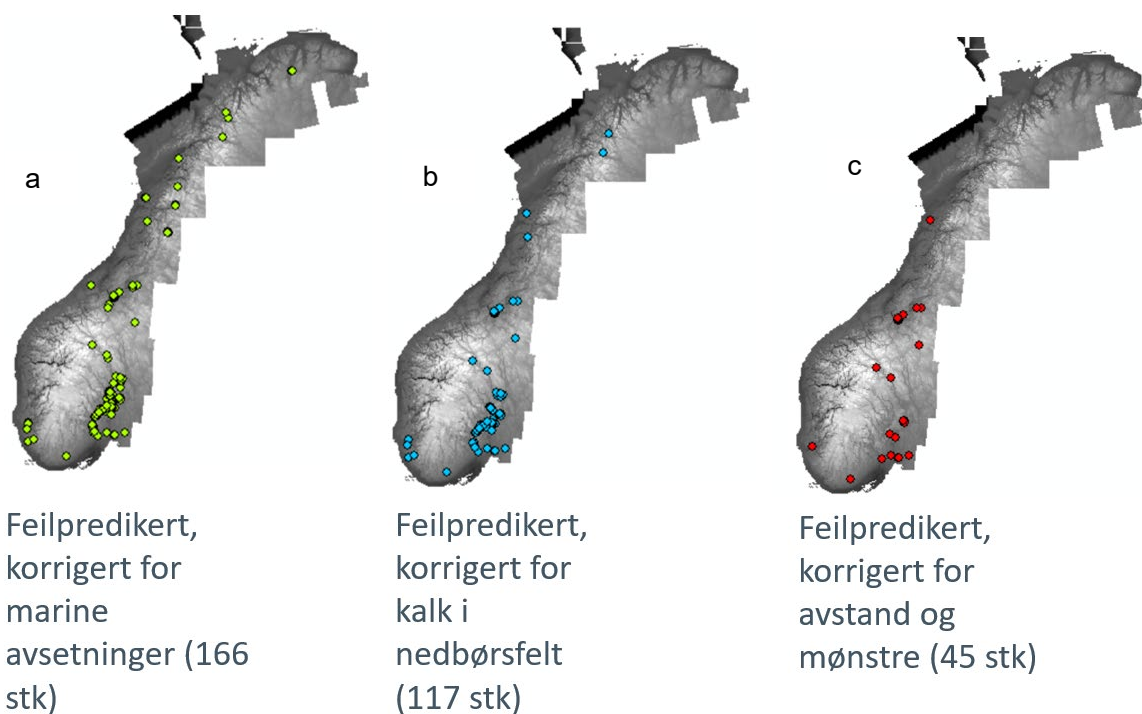 a
b
c
Feilpredikert,
korrigert for
marine
avsetninger (166
stk)
Feilpredikert,
korrigert for
kalk i
nedbørsfelt
(117 stk)
Feilpredikert,
korrigert for
avstand og
mønstre (45 stk)